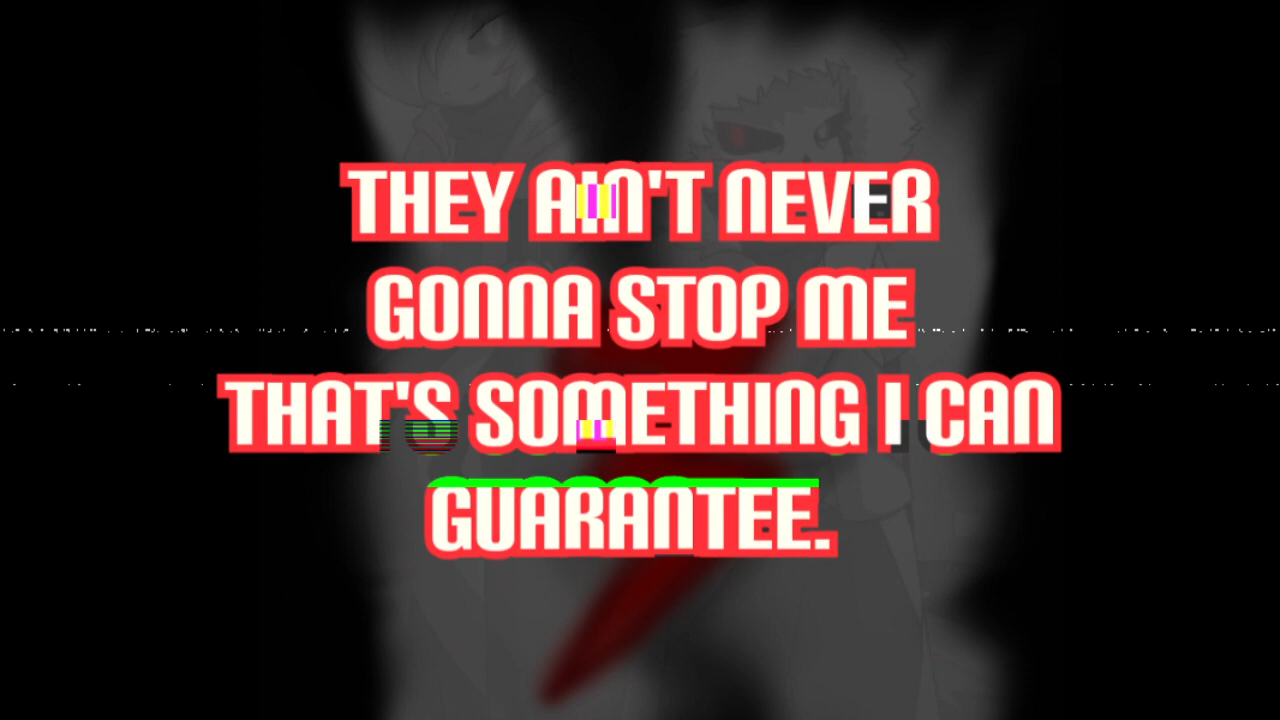 THEY AIN'T NEVER
GONNA STOP ME
THAT'S SOMETHING I CAN
GUARANTEE.